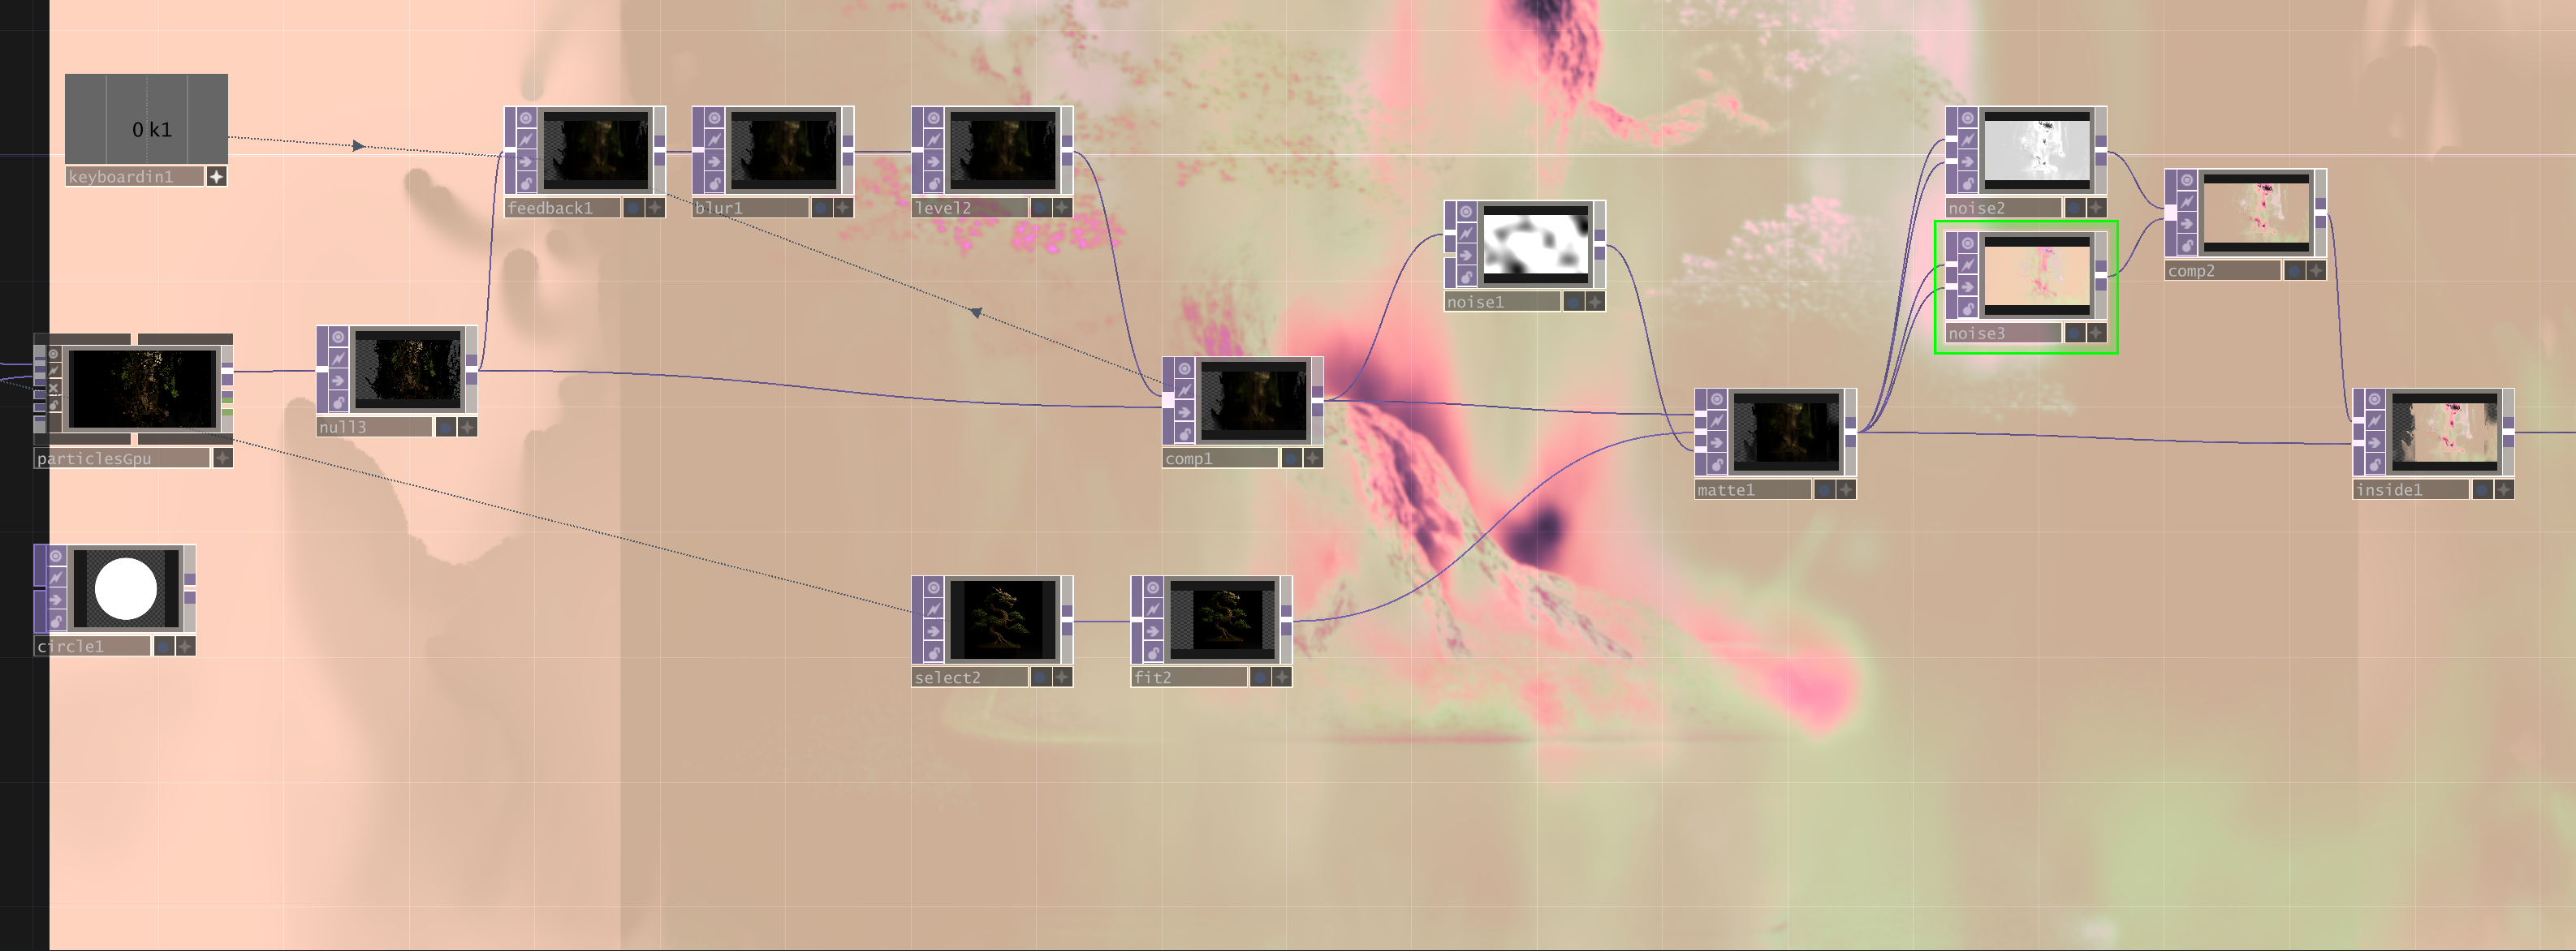 0 k1
keyboardin1
feedback1
blur1
level2
noise2
comp2
noise1
noise3
particlesGpu
null3
comp1
matte1
inside1
circle1
select2
fit2